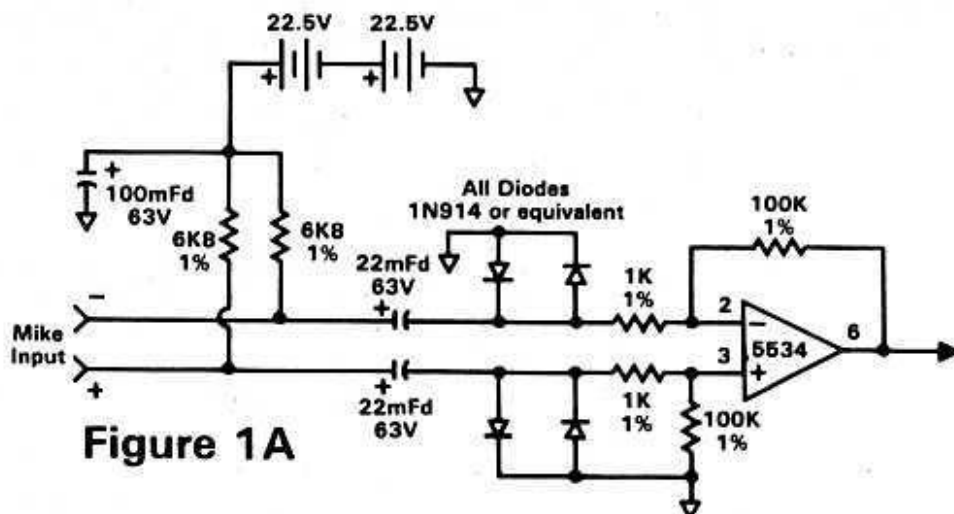 22.5V 22.5V
+ +
+
100mFd
63V
6K8
1%
6K8
1%
All Diodes
1N914 or equivalent
100K
1%
22mFd
63V
+
1K
1%
−
Mike
Input
+
2 −
6
3 +
5534
+
22mFd
63V
1K
1%
100K
1%
Figure 1A